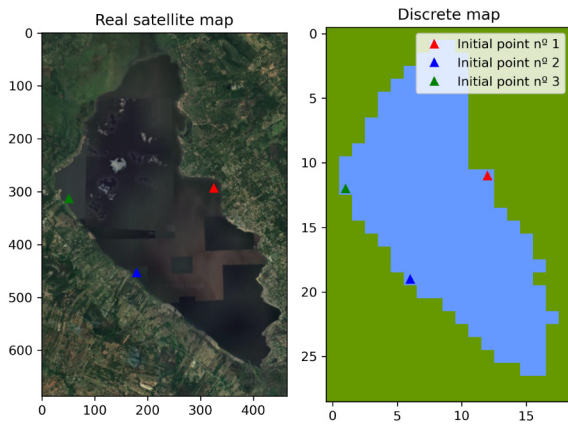 Real satellite map
0
100
200
300
400
500
600
0 100 200 300 400
Discrete map
Initial point nº 1
Initial point nº 2
Initial point nº 3
0
5
10
15
20
25
0 5 10 15